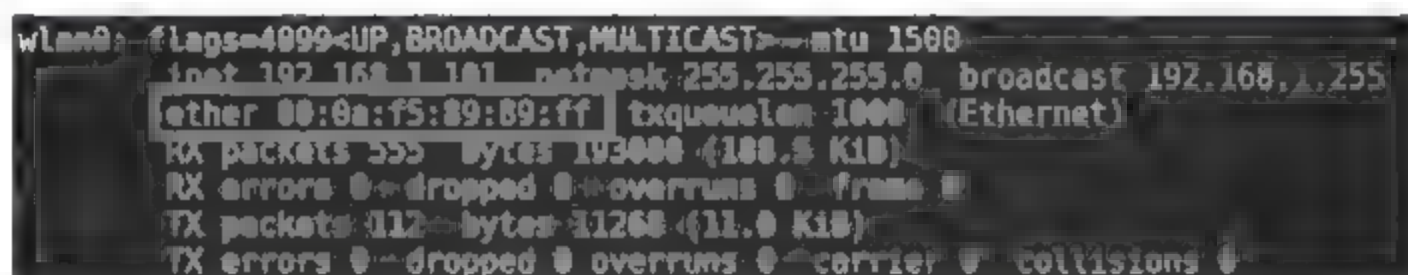 wlan0: flags=4099<UP,BROADCAST,MULTICAST> mtu 1500
inet 192.168.1.101 netmask 255.255.255.0 broadcast 192.168.1.255
ether 00:0a:f5:89:89:ff txqueuelen 1000 (Ethernet)
RX packets 555 bytes 193000 (188.5 KiB)
RX errors 0 dropped 0 overruns 0 frame 0
TX packets 112 bytes 11268 (11.0 KiB)
TX errors 0 dropped 0 overruns 0 carrier 0 collisions 0